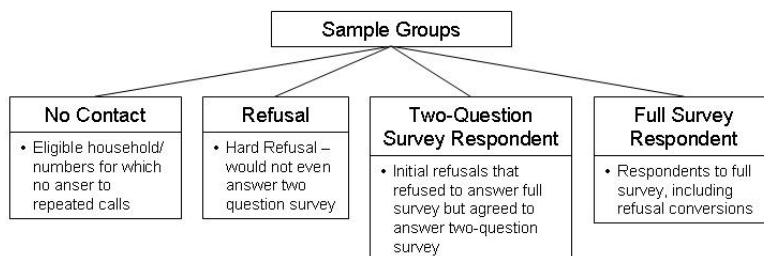 Sample Groups
No Contact
• Eligible household/
numbers for which
no anser to
repeated calls
Refusal
• Hard Refusal –
would not even
answer two
question survey
Two-Question
Survey Respondent
• Initial refusals that
refused to answer full
survey but agreed to
answer two-question
survey
Full Survey
Respondent
• Respondents to full
survey, including
refusal conversions